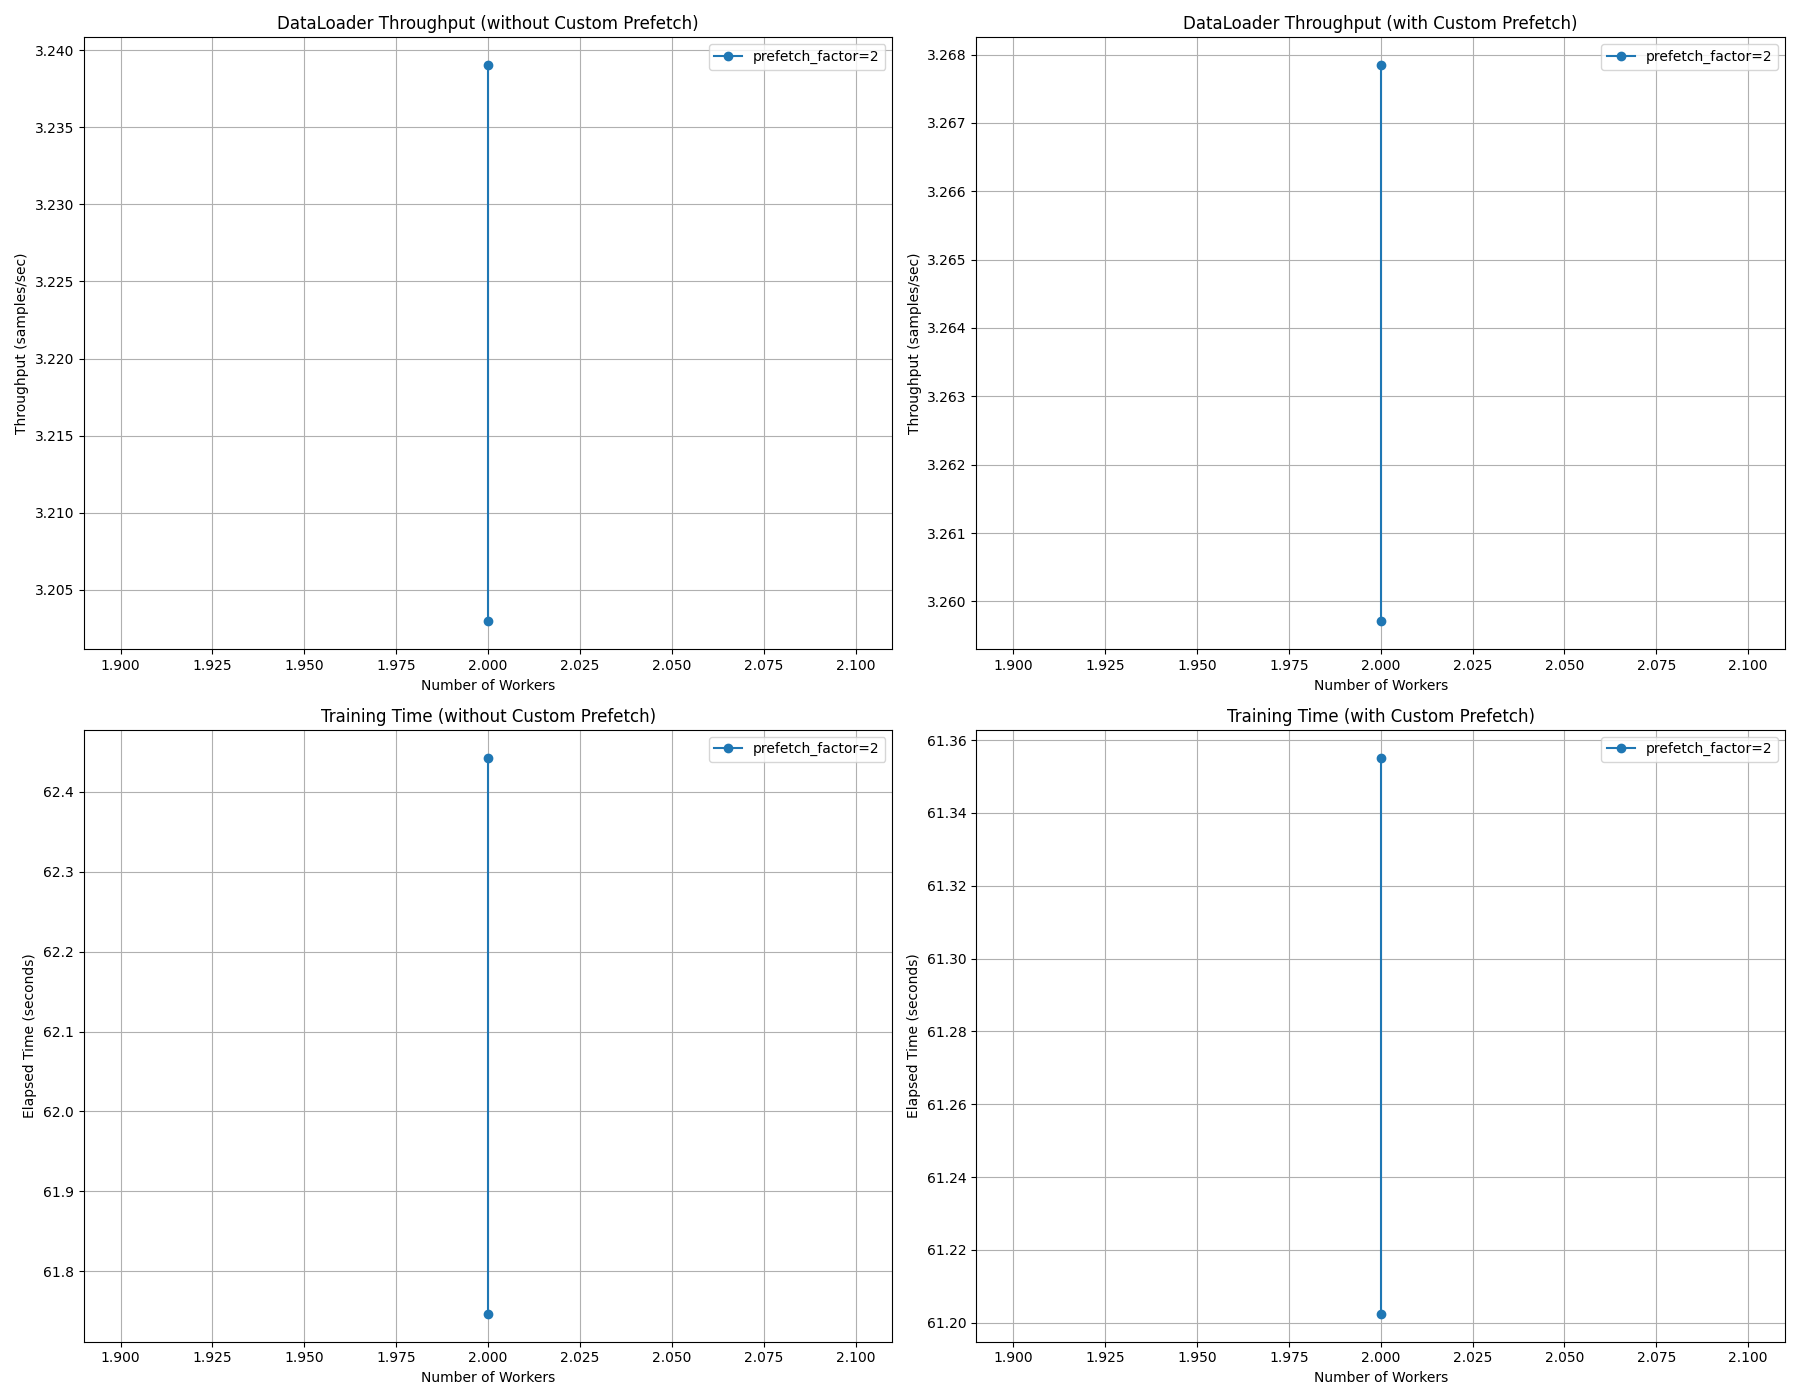 DataLoader Throughput (without Custom Prefetch)
prefetch_factor=2
Throughput (samples/sec)
3.240
3.235
3.230
3.225
3.220
3.215
3.210
3.205
1.900 1.925 1.950 1.975 2.000 2.025 2.050 2.075 2.100
Number of Workers
DataLoader Throughput (with Custom Prefetch)
prefetch_factor=2
Throughput (samples/sec)
3.268
3.267
3.266
3.265
3.264
3.263
3.262
3.261
3.260
1.900 1.925 1.950 1.975 2.000 2.025 2.050 2.075 2.100
Number of Workers
Training Time (without Custom Prefetch)
prefetch_factor=2
Elapsed Time (seconds)
62.4
62.3
62.2
62.1
62.0
61.9
61.8
1.900 1.925 1.950 1.975 2.000 2.025 2.050 2.075 2.100
Number of Workers
Training Time (with Custom Prefetch)
prefetch_factor=2
Elapsed Time (seconds)
61.36
61.34
61.32
61.30
61.28
61.26
61.24
61.22
61.20
1.900 1.925 1.950 1.975 2.000 2.025 2.050 2.075 2.100
Number of Workers